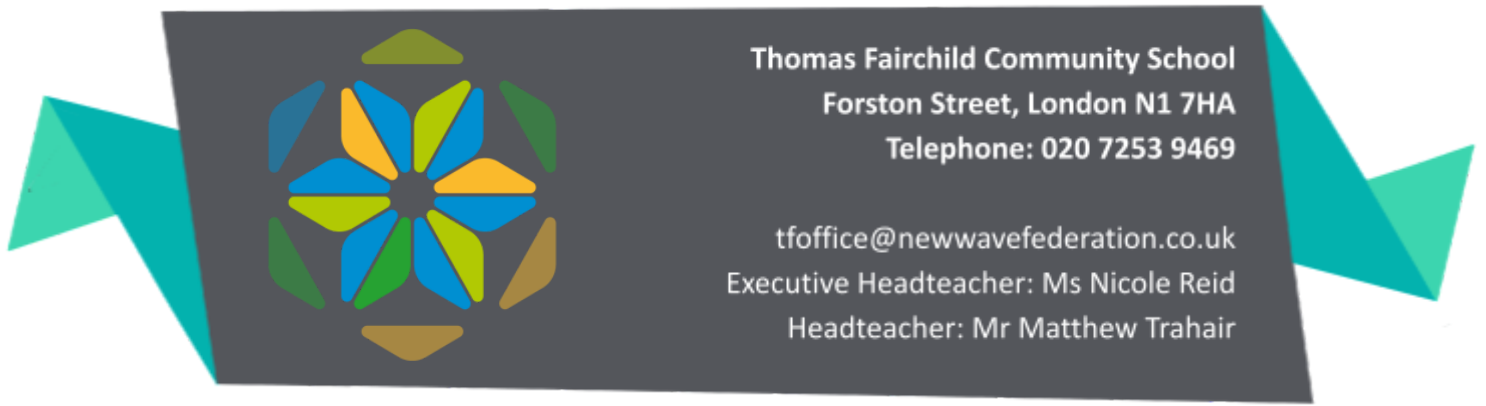 Thomas Fairchild Community School
Forston Street, London N1 7HA
Telephone: 020 7253 9469
tfoffice@newwavefederation.co.uk
Executive Headteacher: Ms Nicole Reid
Headteacher: Mr Matthew Trahair